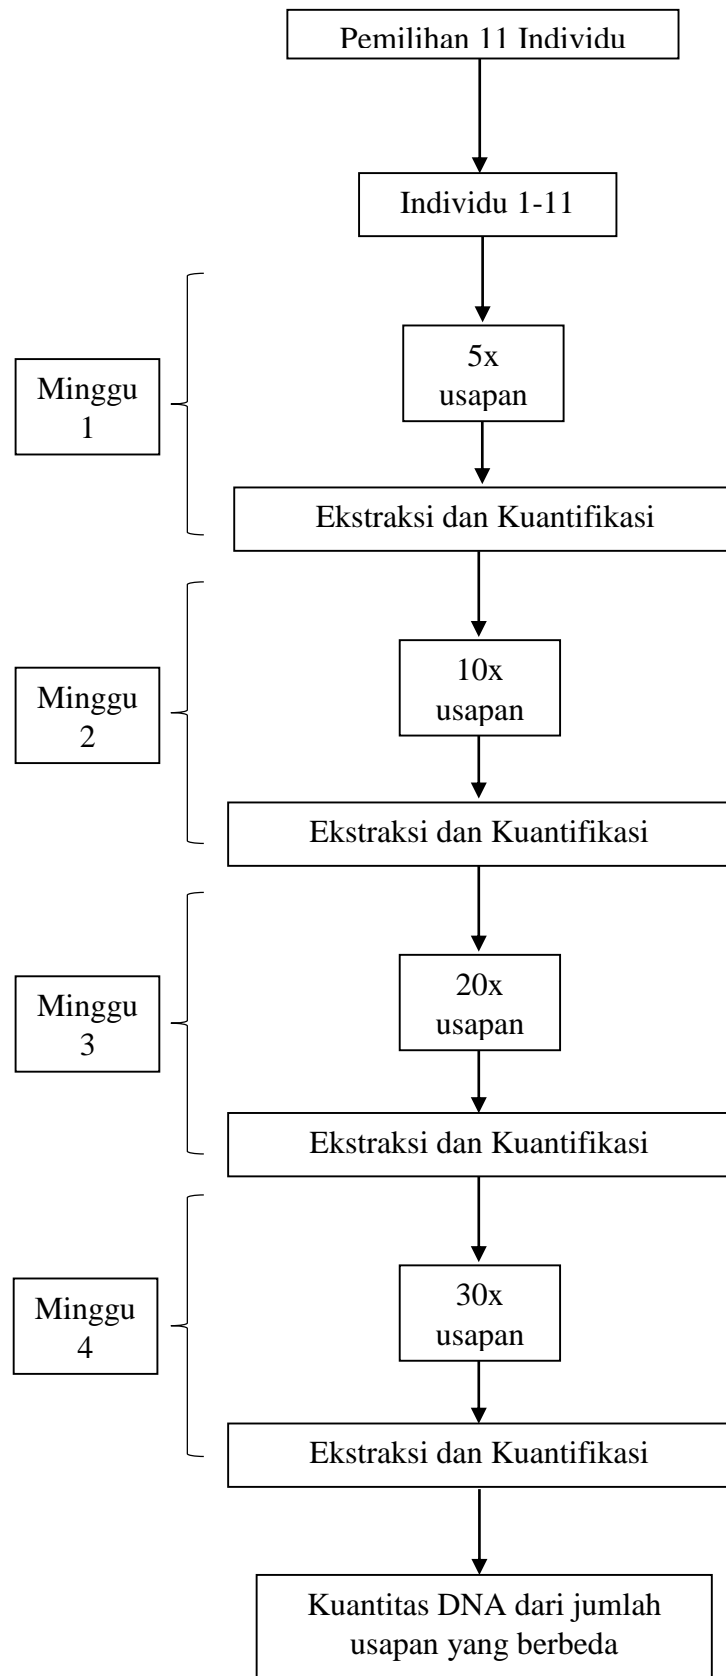 Pemilihan 11 Individu
Individu 1-11
Minggu
1
5x
usapan
Ekstraksi dan Kuantifikasi
Minggu
2
10x
usapan
Ekstraksi dan Kuantifikasi
Minggu
3
20x
usapan
Ekstraksi dan Kuantifikasi
Minggu
4
30x
usapan
Ekstraksi dan Kuantifikasi
Kuantitas DNA dari jumlah
usapan yang berbeda